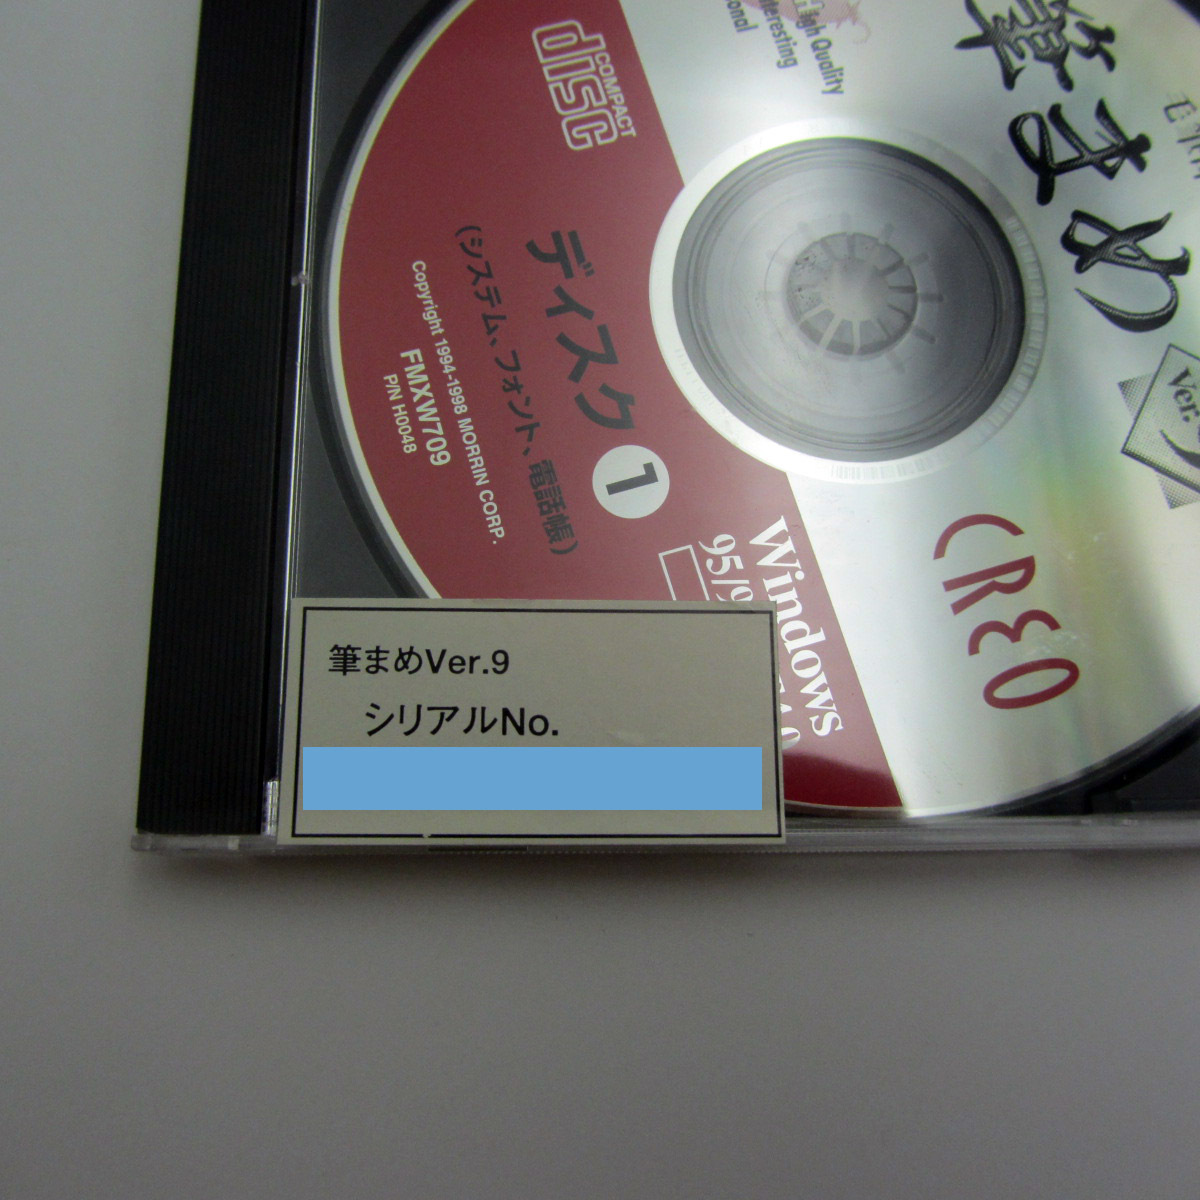 High Quality
Interesting
COMPACT
disc
筆まめ
Ver.
ディスク1
(システム、フォント、電話帳)
Copyright 1994-1998 MORRIN CORP.
FMXW709
P/N H0048
Windows
95/
CREO
筆まめVer.9
シリアルNo.